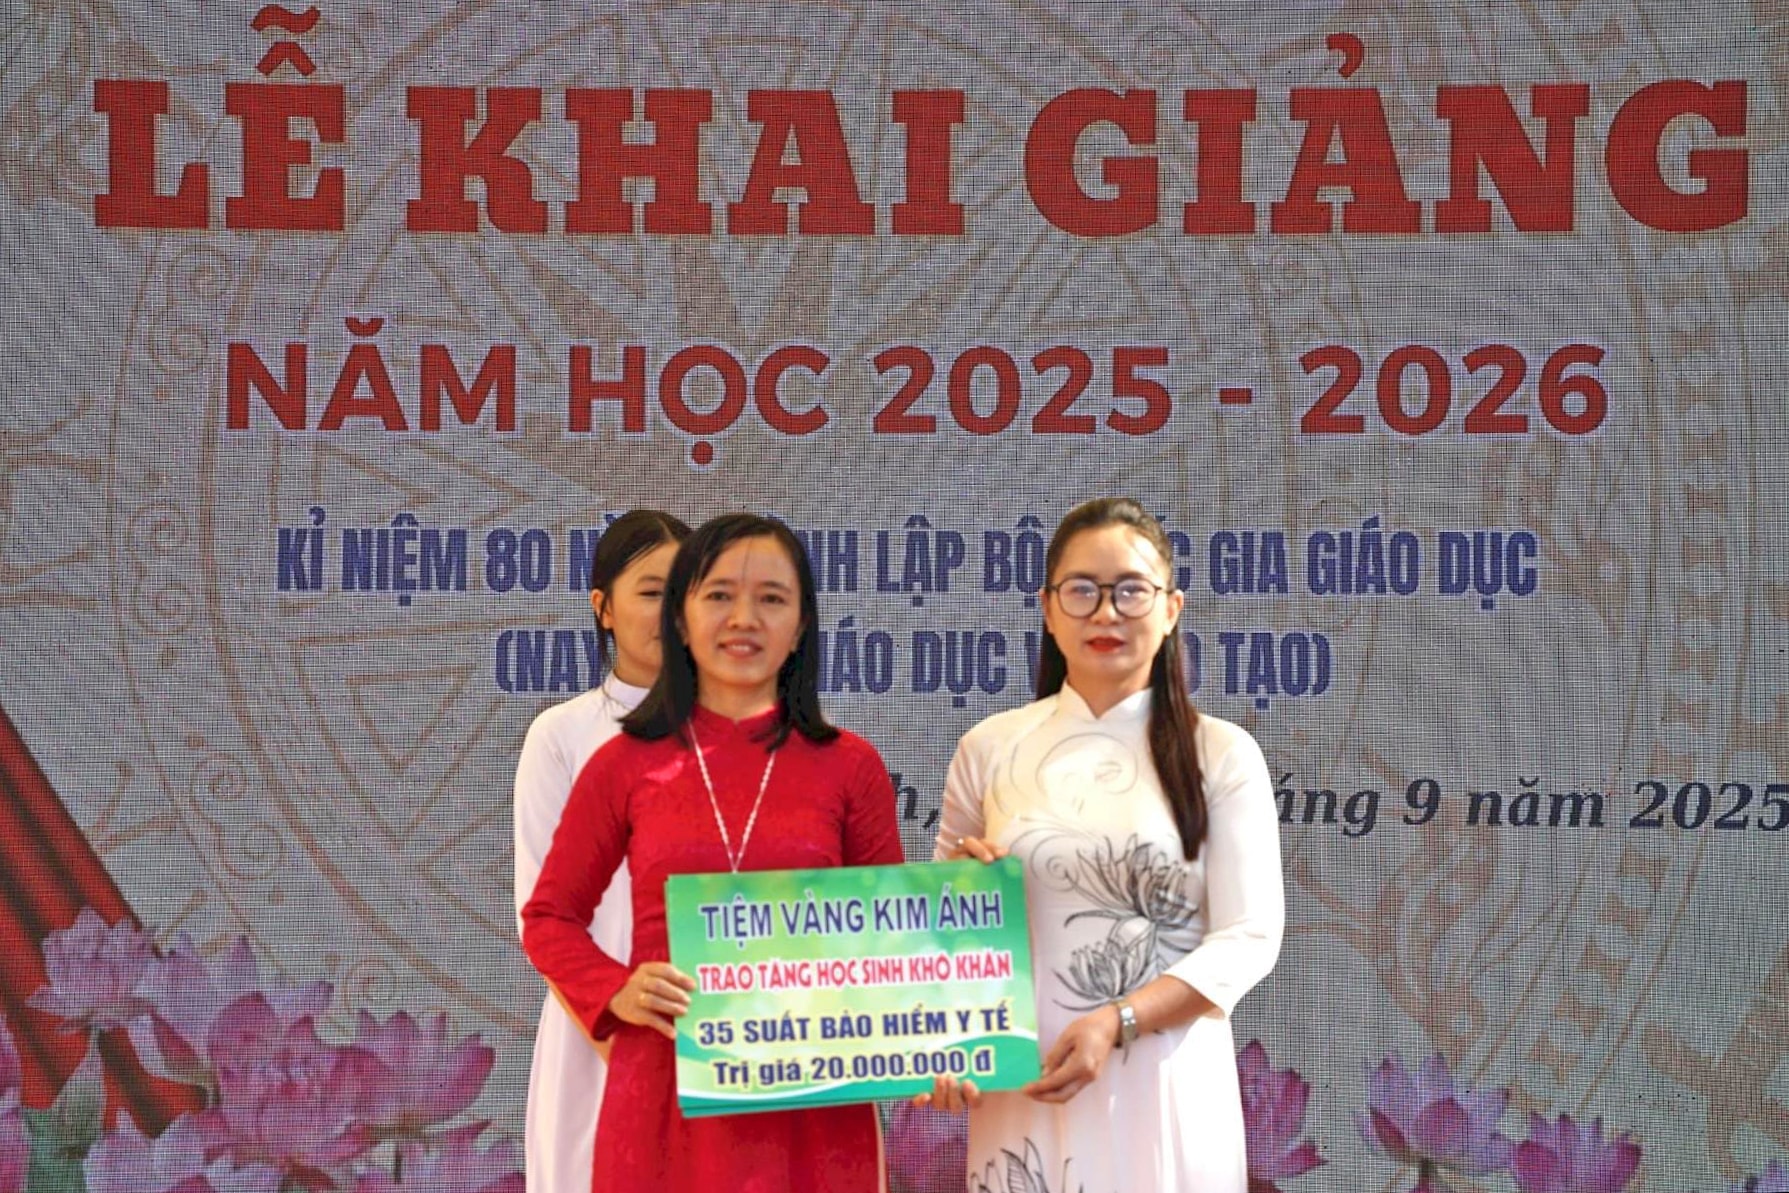 LỄ KHAI GIẢNG
NĂM HỌC 2025 - 2026
KỈ NIỆM 80 LẬP BỘ GIA GIÁO DỤC
(NAY DỤC TẠO)
9 năm 2025
TIỆM VÀNG KIM ÁNH
TRAO TẶNG HỌC SINH KHÓ KHĂN
35 SUẤT BẢO HIỂM Y TẾ
Trị giá 20.000.000 đ